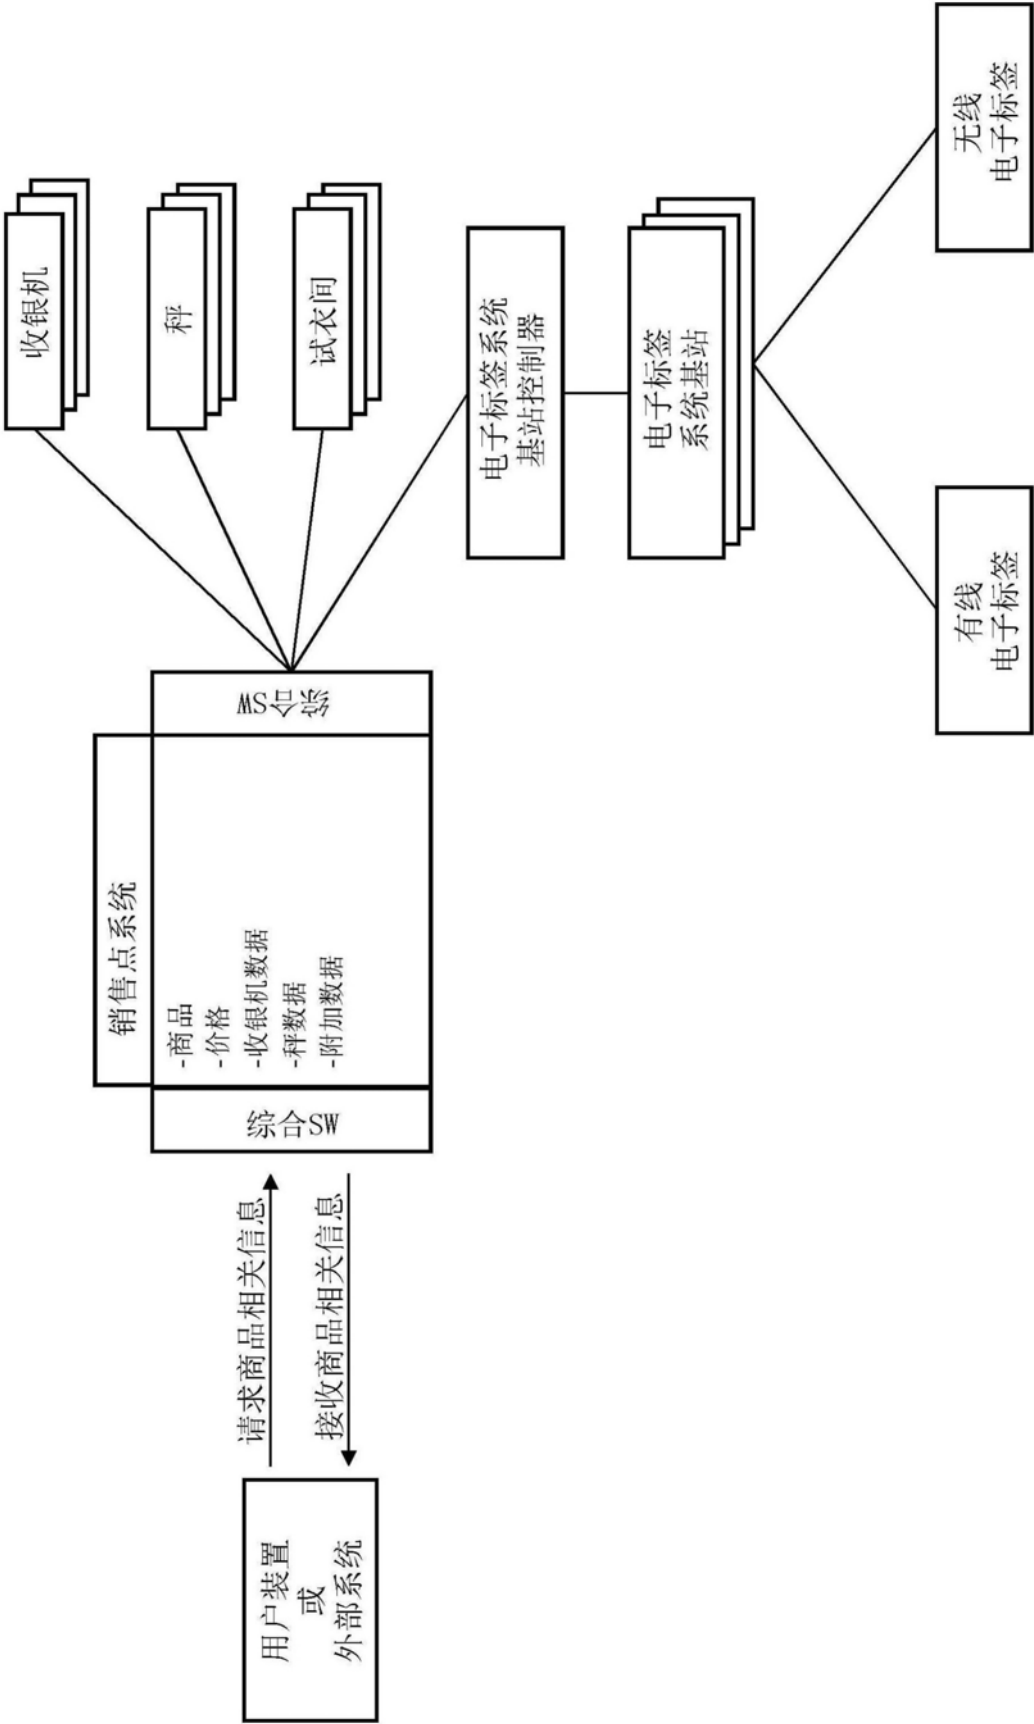 用户装置
或
外部系统
请求商品相关信息
接收商品相关信息
销售点系统
综合SW
-商品
-价格
-收银机数据
-秤数据
-附加数据
综合SW
收银机
秤
试衣间
电子标签系统
基站控制器
电子标签
系统基站
有线
电子标签
无线
电子标签